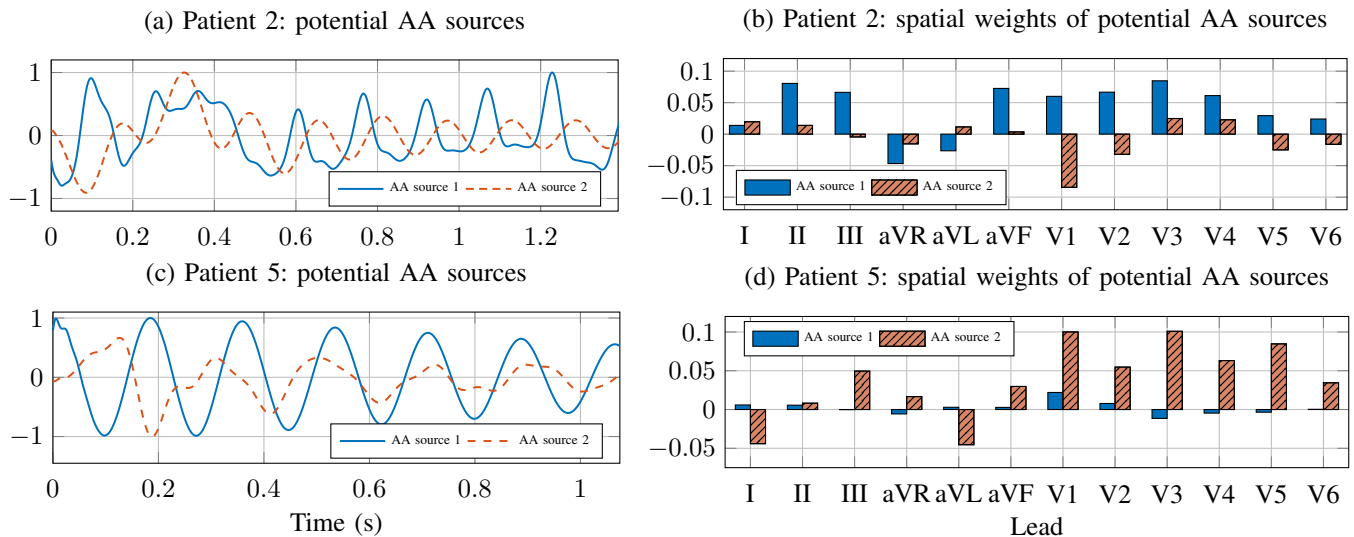 (a) Patient 2: potential AA sources
1
0
−1
AA source 1
AA source 2
0
0.2
0.4
0.6
0.8
1
1.2
(b) Patient 2: spatial weights of potential AA sources
0.1
0.05
0
−0.05
−0.1
AA source 1
AA source 2
I
II
III
aVR
aVL
aVF
V1
V2
V3
V4
V5
V6
(c) Patient 5: potential AA sources
1
0
−1
AA source 1
AA source 2
0
0.2
0.4
0.6
0.8
1
Time (s)
(d) Patient 5: spatial weights of potential AA sources
0.1
0.05
0
−0.05
AA source 1
AA source 2
I
II
III
aVR
aVL
aVF
V1
V2
V3
V4
V5
V6
Lead